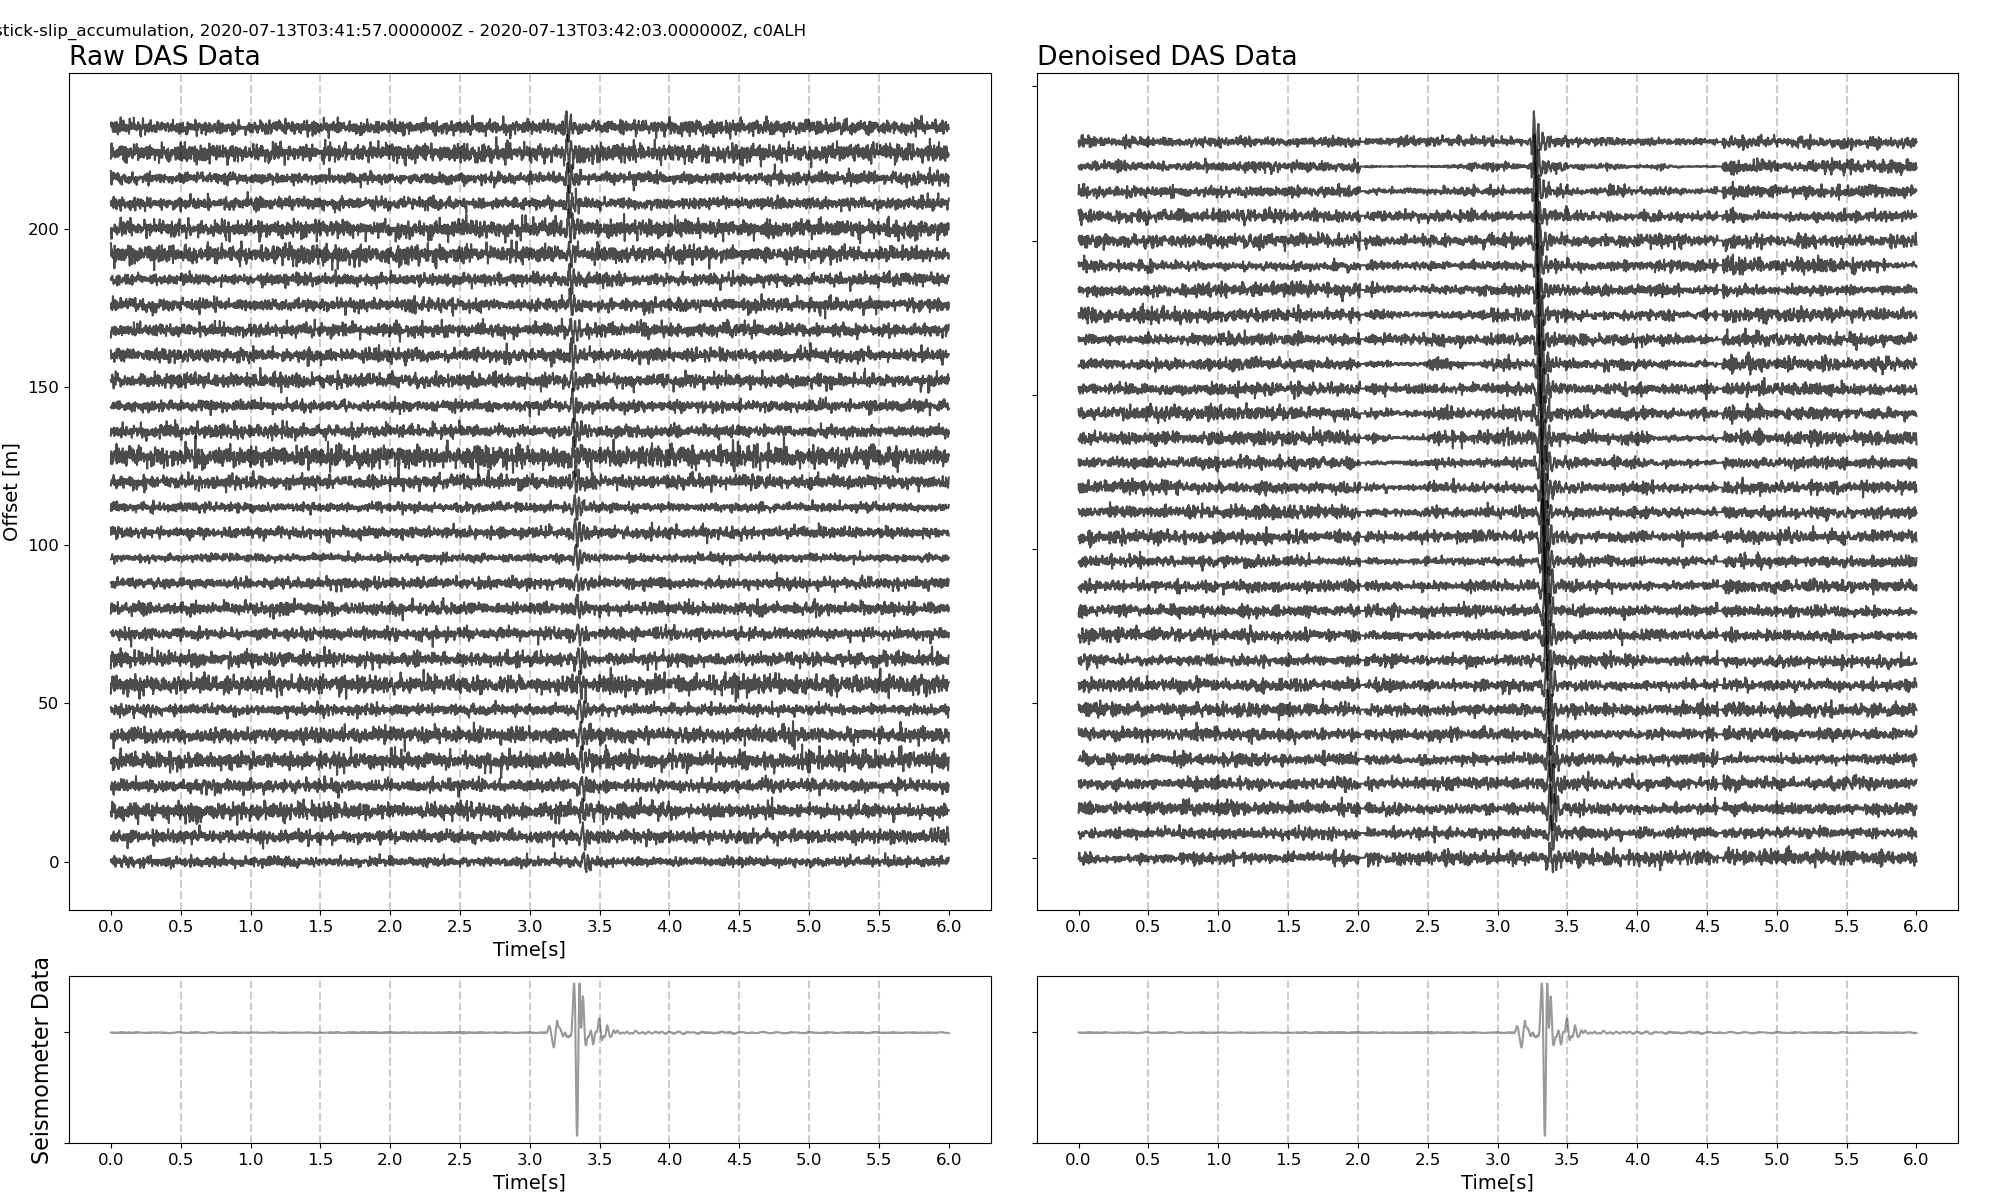 stick-slip_accumulation, 2020-07-13T03:41:57.000000Z - 2020-07-13T03:42:03.000000Z, c0ALH
Raw DAS Data
Denoised DAS Data
Offset [m]
200
150
100
50
0
0.0 0.5 1.0 1.5 2.0 2.5 3.0 3.5 4.0 4.5 5.0 5.5 6.0
Time[s]
0.0 0.5 1.0 1.5 2.0 2.5 3.0 3.5 4.0 4.5 5.0 5.5 6.0
Seismometer Data
0.0 0.5 1.0 1.5 2.0 2.5 3.0 3.5 4.0 4.5 5.0 5.5 6.0
Time[s]
0.0 0.5 1.0 1.5 2.0 2.5 3.0 3.5 4.0 4.5 5.0 5.5 6.0
Time[s]